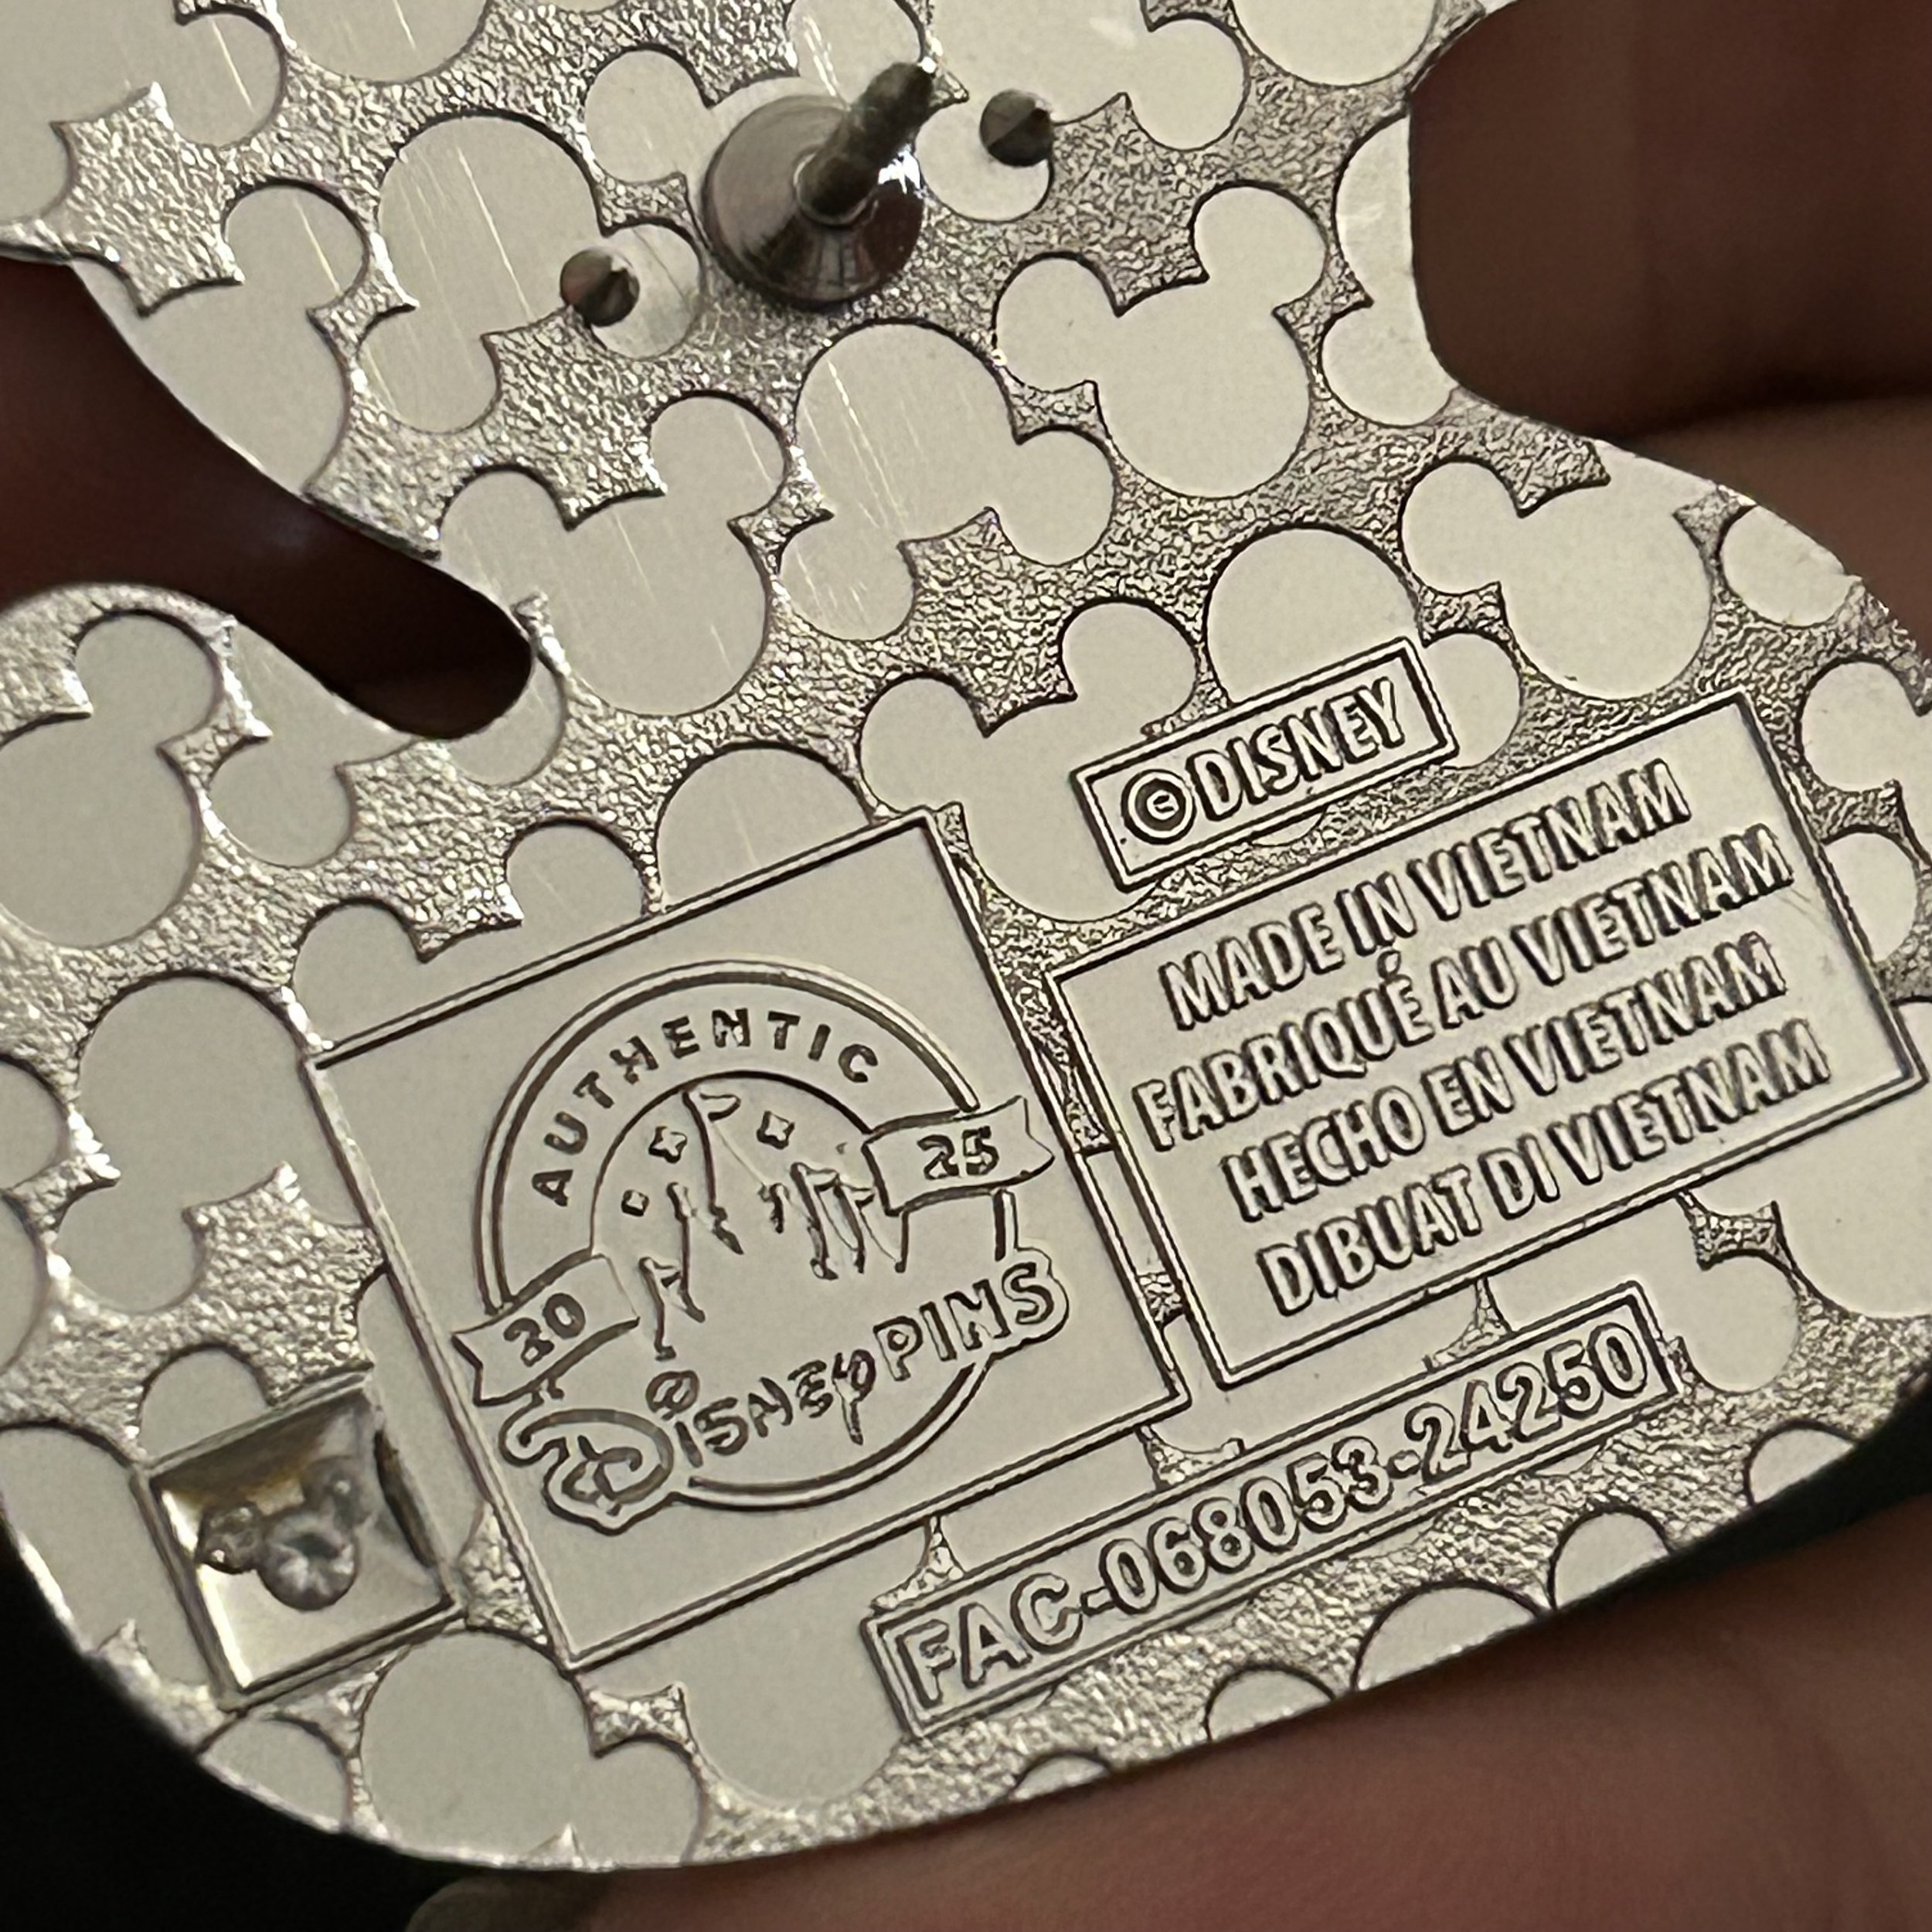 ©DISNEY
MADE IN VIETNAM
FABRIQUÉ AU VIETNAM
HECHO EN VIETNAM
DIBUAT DI VIETNAM
AUTHENTIC
20 25
DISNEY PINS
FAC-068053-24250